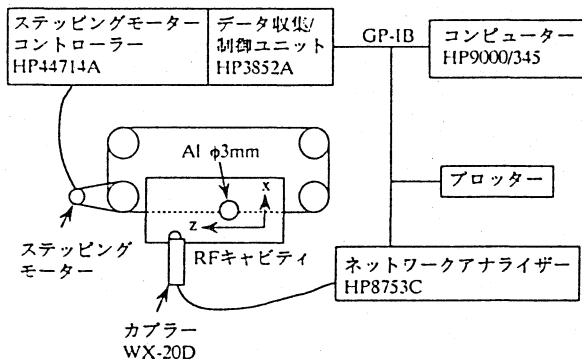 ステッピングモーター
コントローラー
HP44714A
データ収集/
制御ユニット
HP3852A
GP-IB
コンピューター
HP9000/345
Al φ3mm
x
z
プロッター
ステッピング
モーター
RFキャビティ
ネットワークアナライザー
HP8753C
カプラー
WX-20D